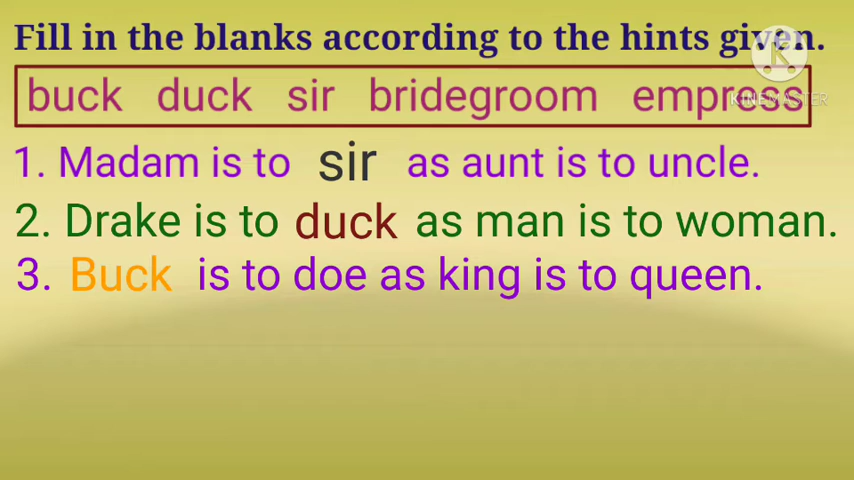 Fill in the blanks according to the hints given.
buck duck sir bridegroom empress
KINEMASTER
1. Madam is to sir as aunt is to uncle.
2. Drake is to duck as man is to woman.
3. Buck is to doe as king is to queen.